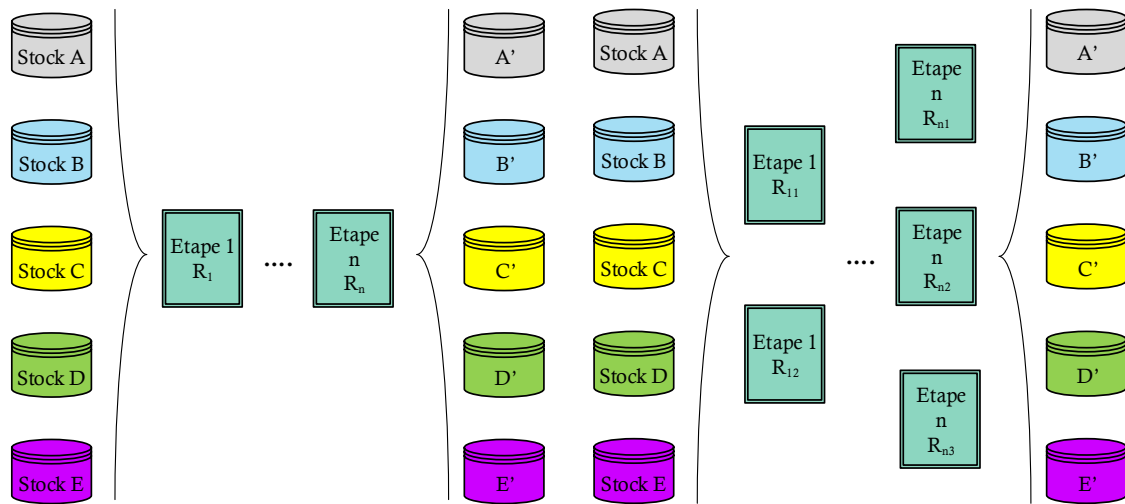 Stock A
Stock B
Stock C
Stock D
Stock E
Etape 1
R₁
....
Etape
n
Rₙ
A’
B’
C’
D’
E’
Stock A
Stock B
Stock C
Stock D
Stock E
Etape 1
R₁₁
Etape 1
R₁₂
....
Etape
n
Rₙ₁
Etape
n
Rₙ₂
Etape
n
Rₙ₃
A’
B’
C’
D’
E’